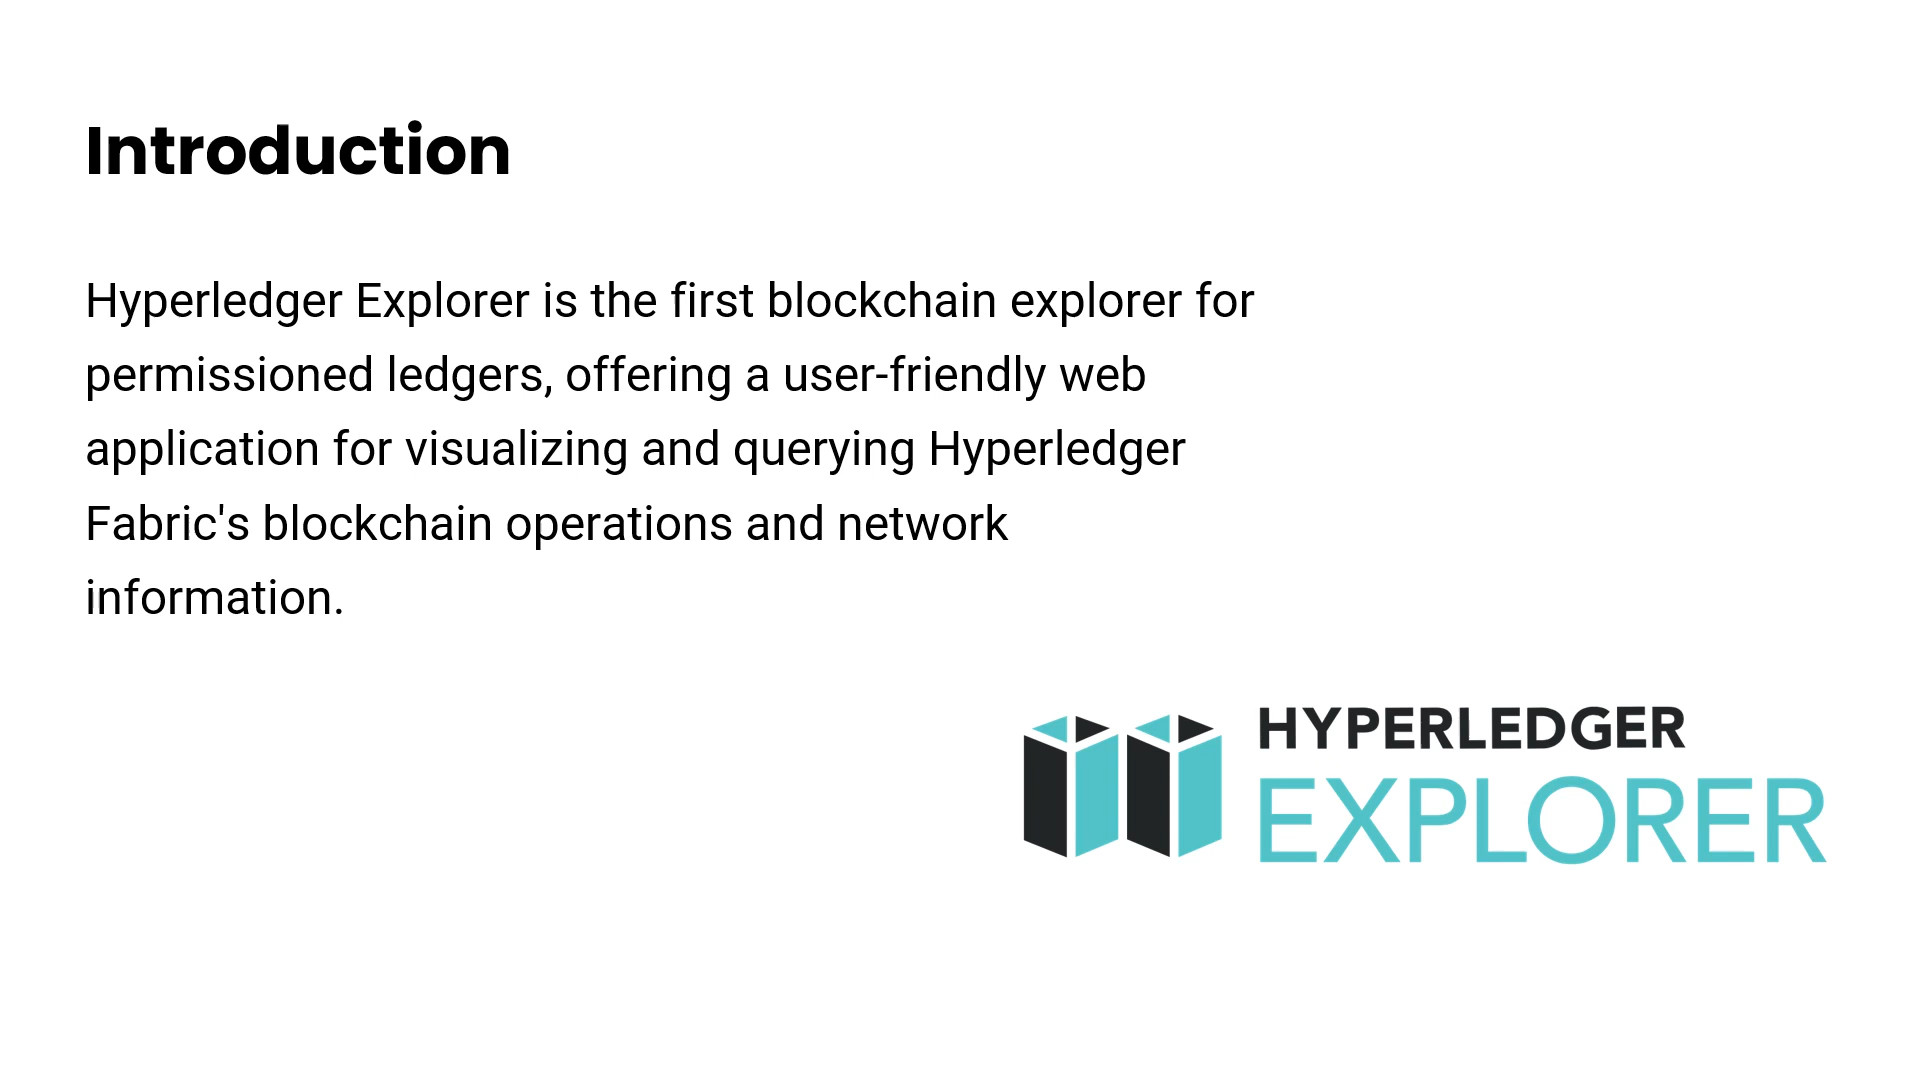 Introduction
Hyperledger Explorer is the first blockchain explorer for
permissioned ledgers, offering a user-friendly web
application for visualizing and querying Hyperledger
Fabric's blockchain operations and network
information.
HYPERLEDGER
EXPLORER